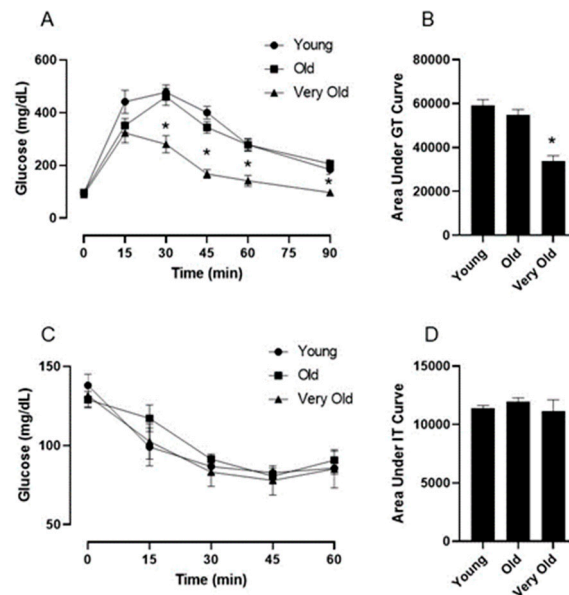 A
Glucose (mg/dL)
600
400
200
0
0 15 30 45 60 75 90
Time (min)
Young
Old
Very Old
*
*
*
*
B
Area Under GT Curve
80000
60000
40000
20000
0
*
Young Old Very Old
C
Glucose (mg/dL)
150
100
50
0 15 30 45 60
Time (min)
Young
Old
Very Old
D
Area Under IT Curve
15000
10000
5000
0
Young Old Very Old